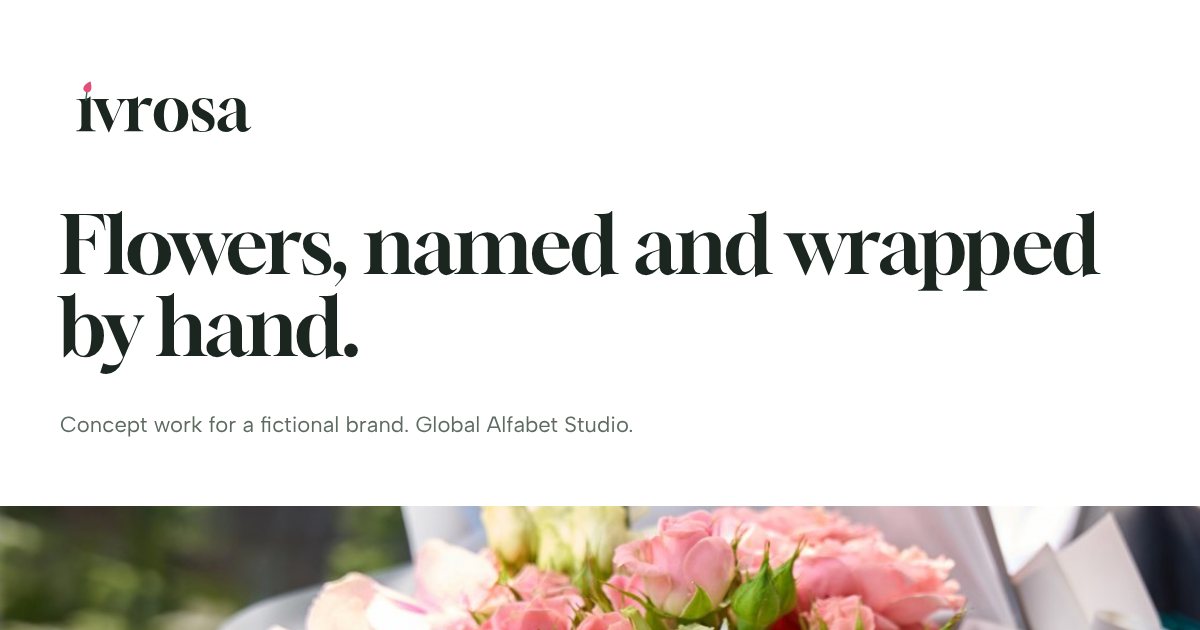 ivrosa
Flowers, named and wrapped
by hand.
Concept work for a fictional brand. Global Alfabet Studio.